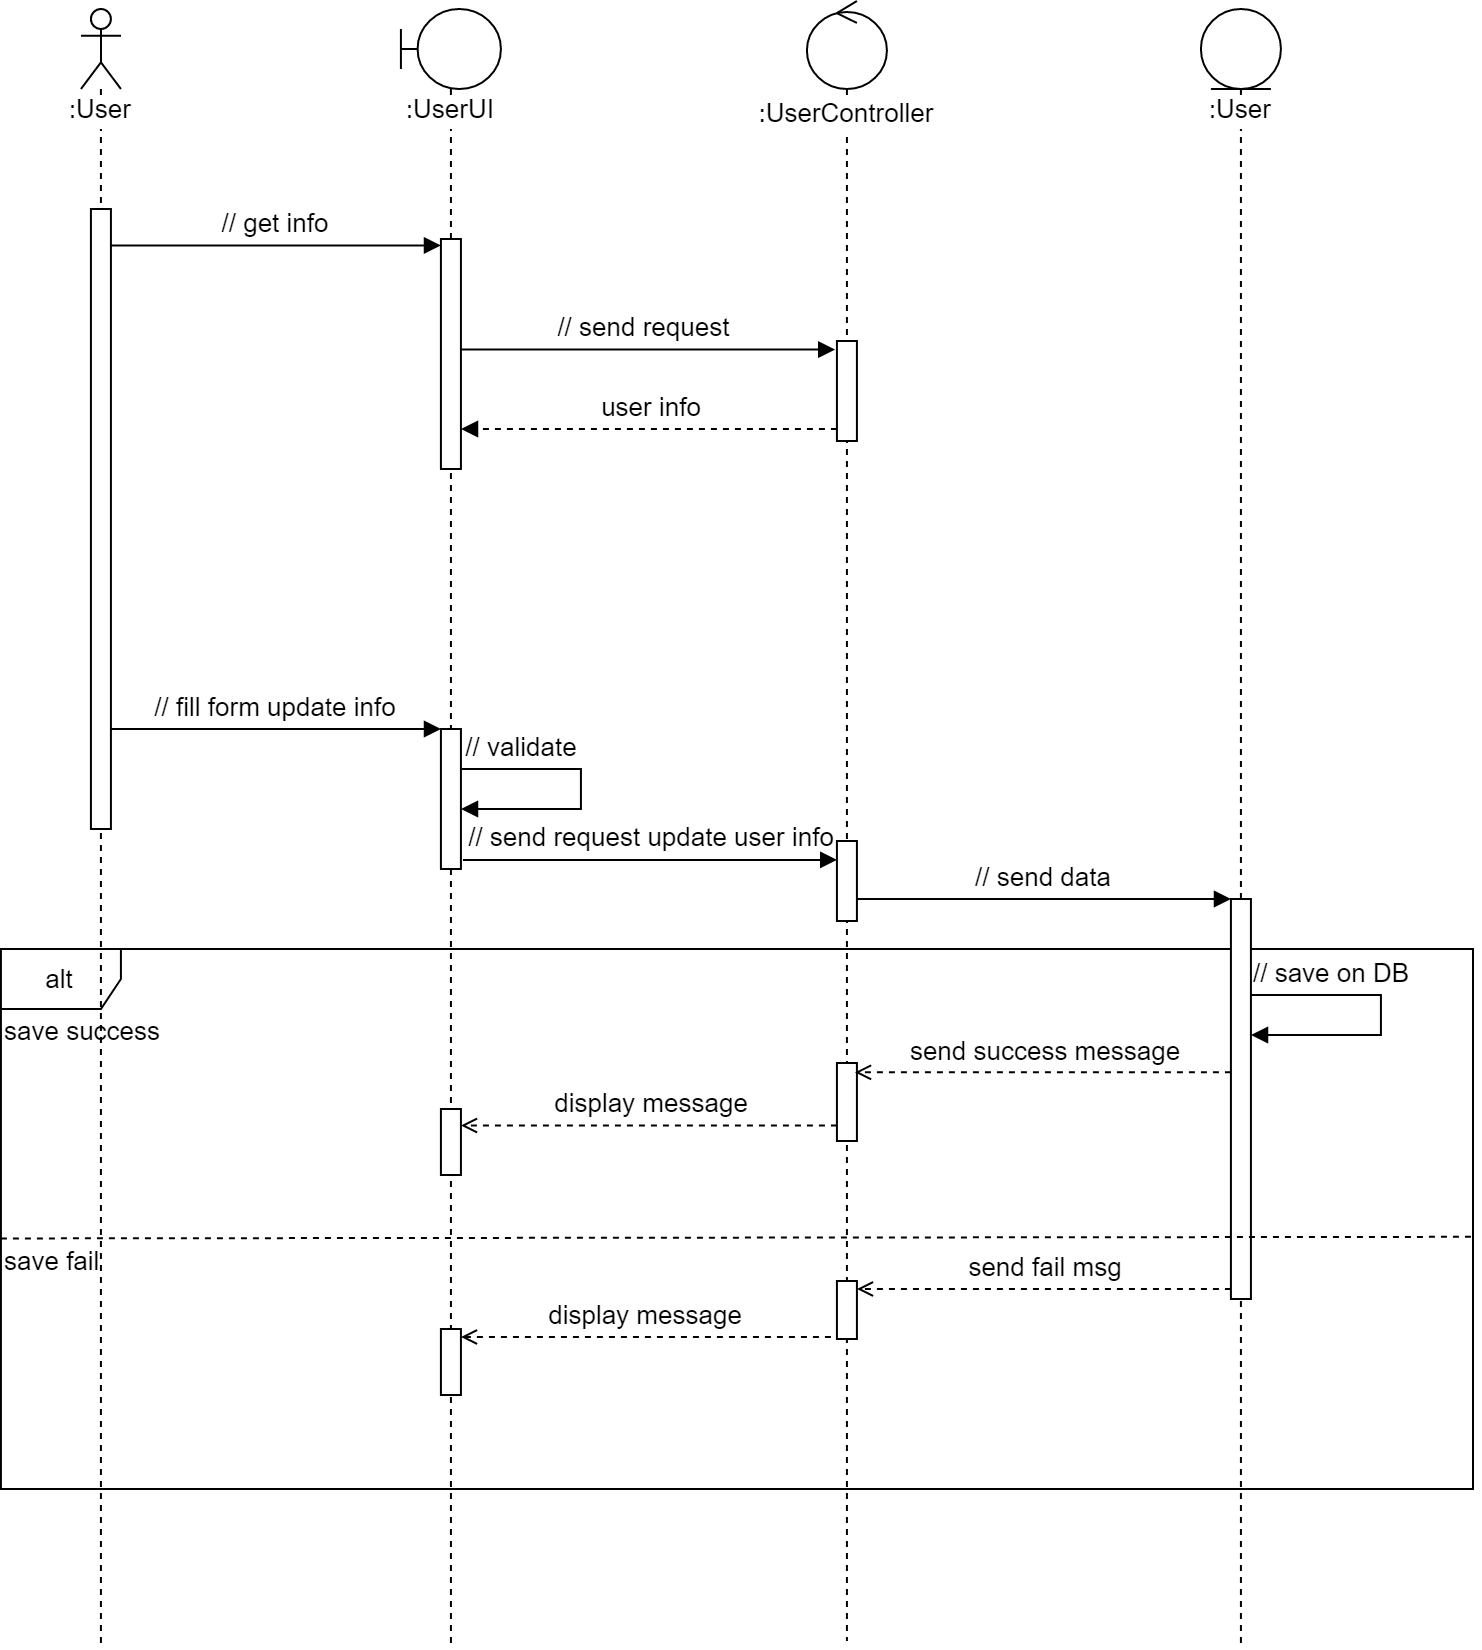 :User
:UserUI
:UserController
:User
// get info
// send request
user info
// fill form update info
// validate
// send request update user info
// send data
alt
// save on DB
save success
send success message
display message
save fail
send fail msg
display message